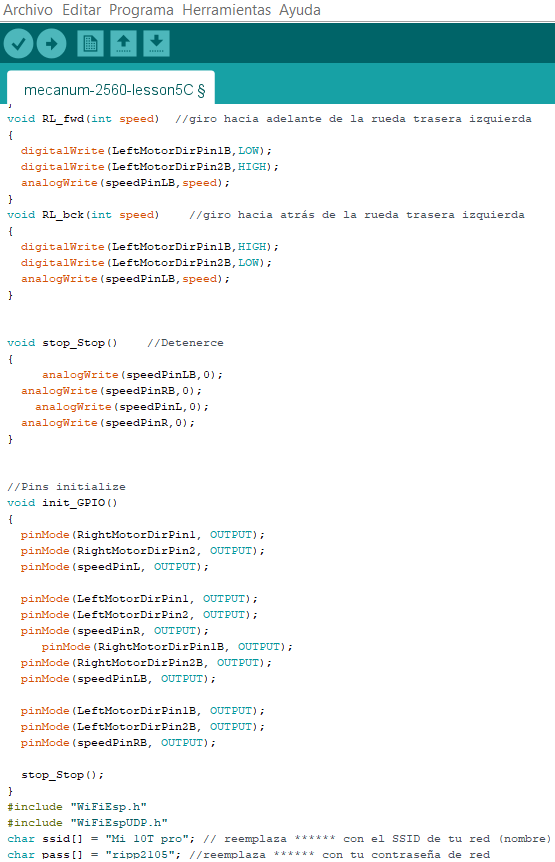 Archivo Editar Programa Herramientas Ayuda
mecanum-2560-lesson5C §
}
void RL_fwd(int speed)  //giro hacia adelante de la rueda trasera izquierda
{
  digitalWrite(LeftMotorDirPin1B,LOW);
  digitalWrite(LeftMotorDirPin2B,HIGH);
  analogWrite(speedPinLB,speed);
}
void RL_bck(int speed)    //giro hacia atrás de la rueda trasera izquierda
{
  digitalWrite(LeftMotorDirPin1B,HIGH);
  digitalWrite(LeftMotorDirPin2B,LOW);
  analogWrite(speedPinLB,speed);
}
void stop_Stop()    //Detenerce
{
     analogWrite(speedPinLB,0);
  analogWrite(speedPinRB,0);
    analogWrite(speedPinL,0);
  analogWrite(speedPinR,0);
}
//Pins initialize
void init_GPIO()
{
  pinMode(RightMotorDirPin1, OUTPUT);
  pinMode(RightMotorDirPin2, OUTPUT);
  pinMode(speedPinL, OUTPUT);
  pinMode(LeftMotorDirPin1, OUTPUT);
  pinMode(LeftMotorDirPin2, OUTPUT);
  pinMode(speedPinR, OUTPUT);
     pinMode(RightMotorDirPin1B, OUTPUT);
  pinMode(RightMotorDirPin2B, OUTPUT);
  pinMode(speedPinLB, OUTPUT);
  pinMode(LeftMotorDirPin1B, OUTPUT);
  pinMode(LeftMotorDirPin2B, OUTPUT);
  pinMode(speedPinRB, OUTPUT);
  stop_Stop();
}
#include "WiFiEsp.h"
#include "WiFiEspUDP.h"
char ssid[] = "Mi 10T pro"; // reemplaza ****** con el SSID de tu red (nombre)
char pass[] = "ripp2105"; //reemplaza ****** con tu contraseña de red